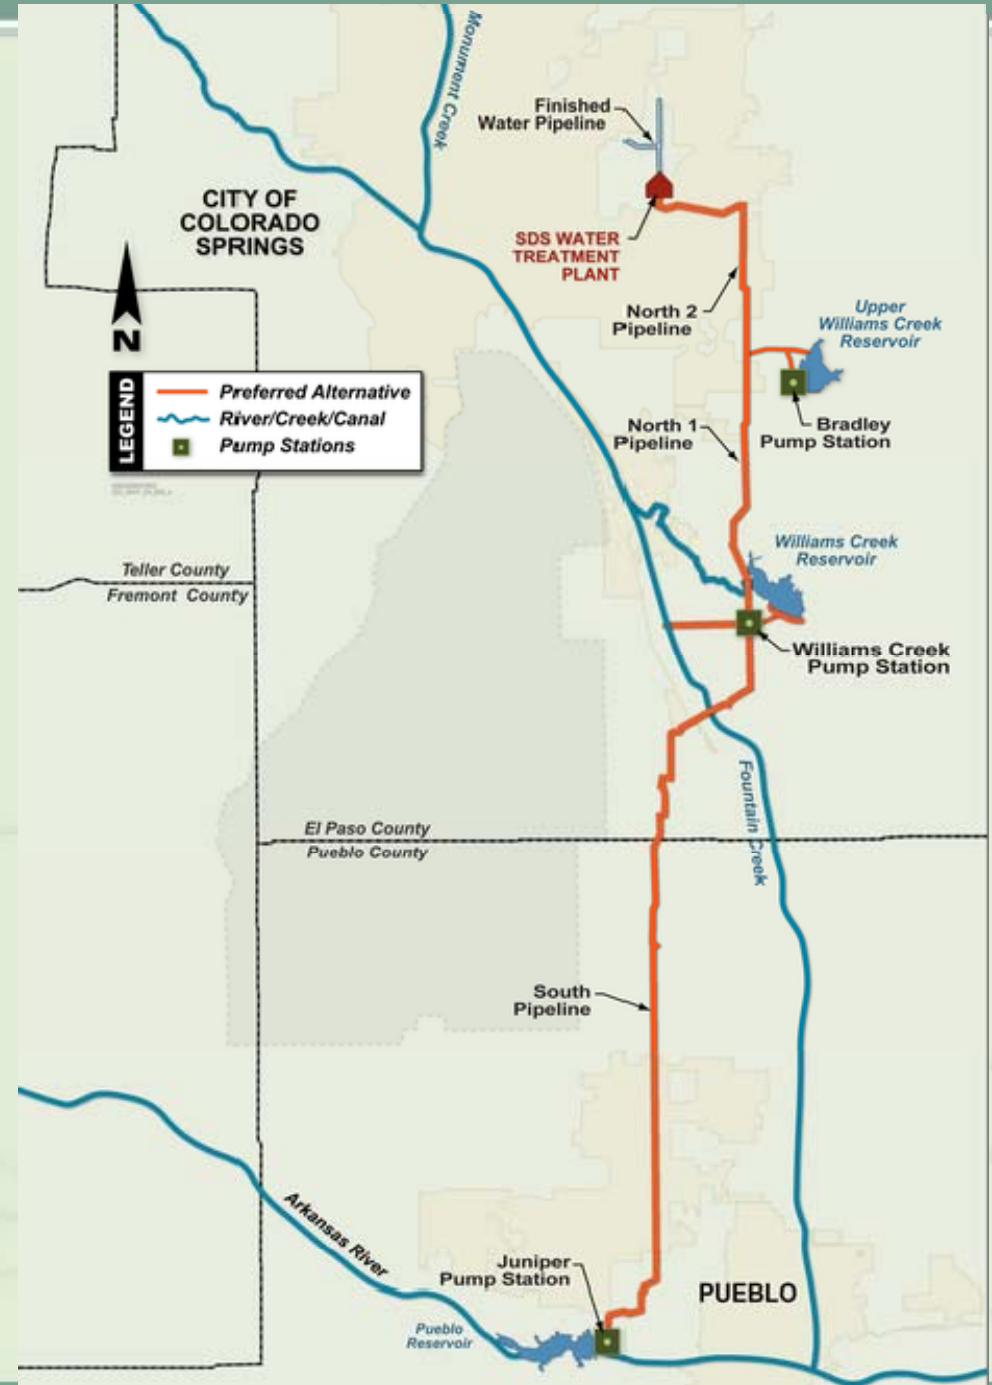 Monument Creek
Finished
Water Pipeline
CITY OF
COLORADO
SPRINGS
SDS WATER
TREATMENT
PLANT
North 2
Pipeline
Upper
Williams Creek
Reservoir
N
LEGEND
Preferred Alternative
River/Creek/Canal
Pump Stations
North 1
Pipeline
Bradley
Pump Station
Williams Creek
Reservoir
Teller County
Fremont County
Williams Creek
Pump Station
Fountain Creek
El Paso County
Pueblo County
South
Pipeline
Arkansas River
Juniper
Pump Station
PUEBLO
Pueblo
Reservoir